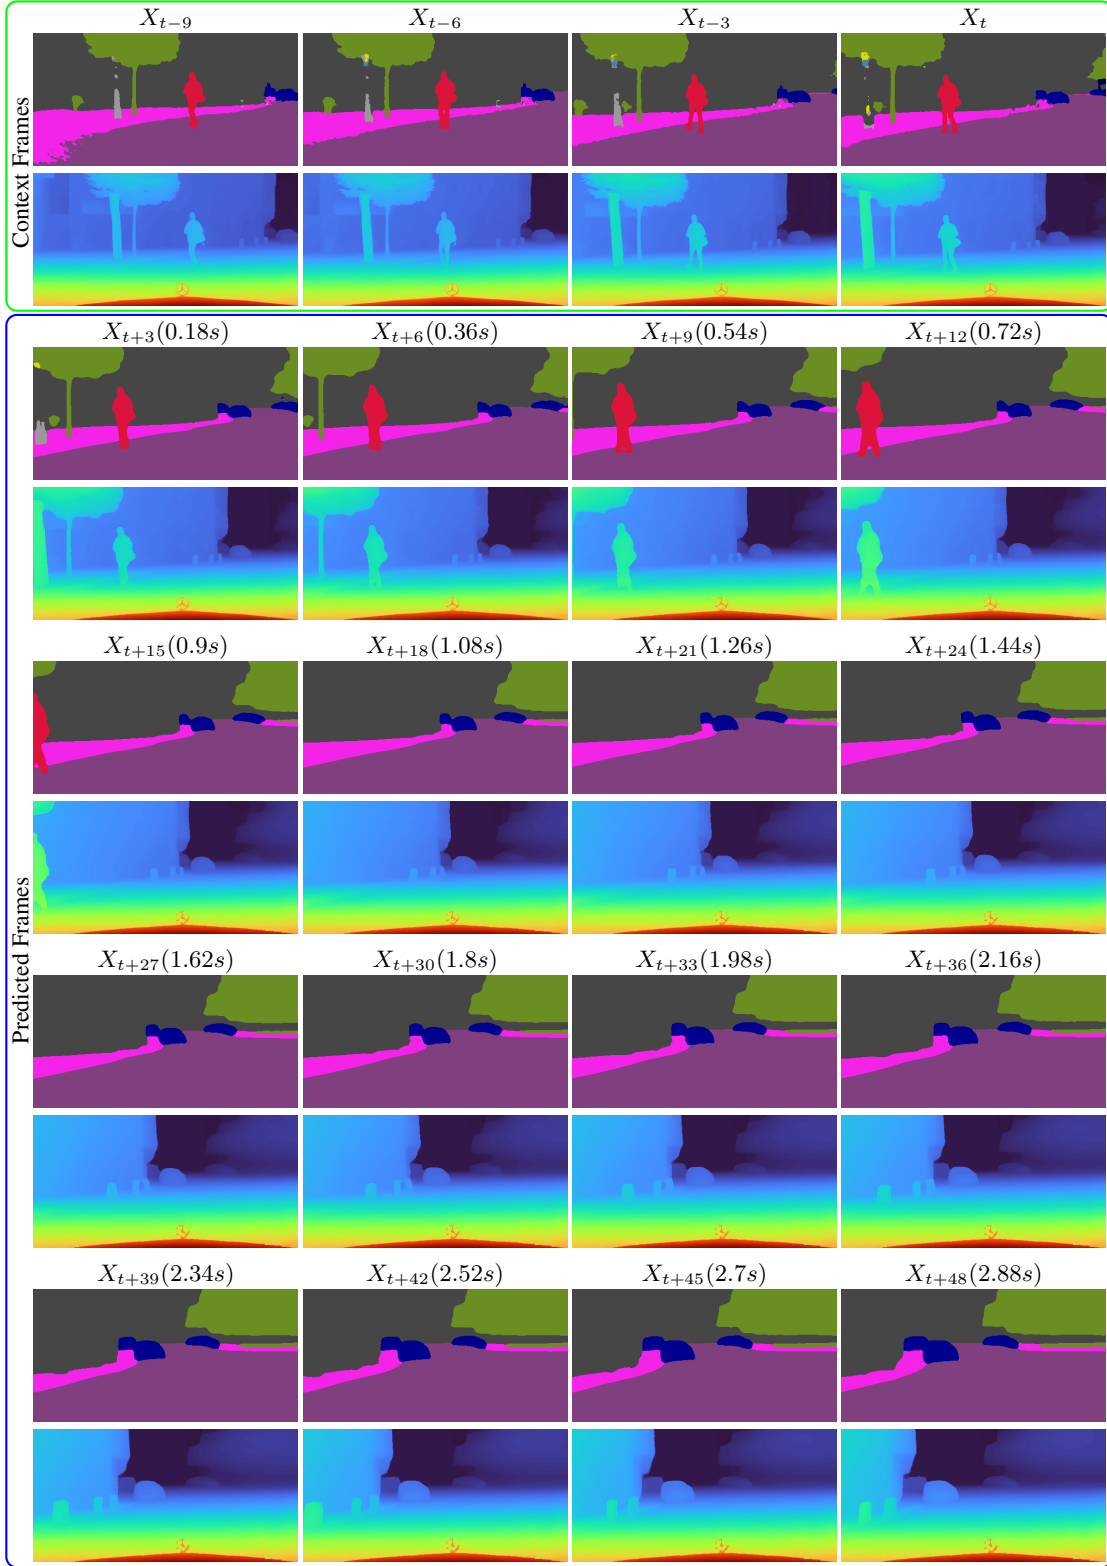 Context Frames
X_{t−9} X_{t−6} X_{t−3} X_t
Predicted Frames
X_{t+3}(0.18s) X_{t+6}(0.36s) X_{t+9}(0.54s) X_{t+12}(0.72s)
X_{t+15}(0.9s) X_{t+18}(1.08s) X_{t+21}(1.26s) X_{t+24}(1.44s)
X_{t+27}(1.62s) X_{t+30}(1.8s) X_{t+33}(1.98s) X_{t+36}(2.16s)
X_{t+39}(2.34s) X_{t+42}(2.52s) X_{t+45}(2.7s) X_{t+48}(2.88s)